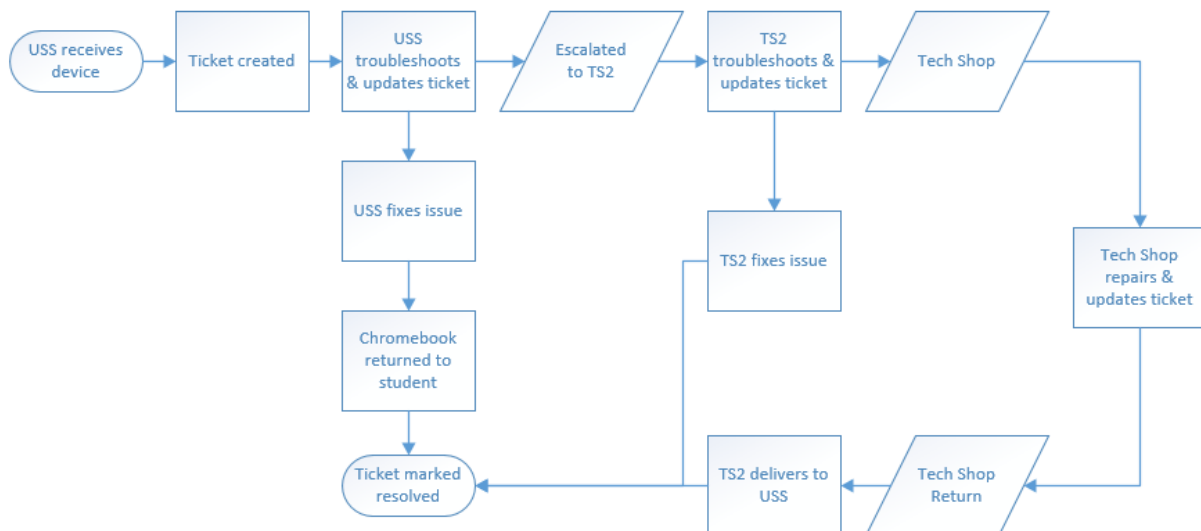 USS receives
device
Ticket created
USS
troubleshoots
& updates ticket
Escalated
to TS2
TS2
troubleshoots &
updates ticket
Tech Shop
USS fixes issue
TS2 fixes issue
Tech Shop
repairs &
updates ticket
Chromebook
returned to
student
Ticket marked
resolved
TS2 delivers to
USS
Tech Shop
Return